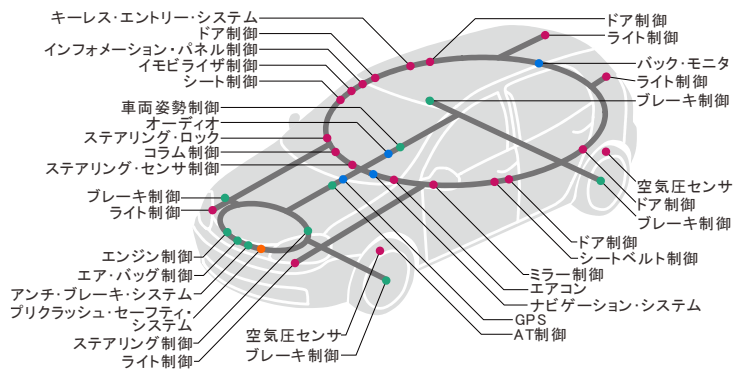 キーレス・エントリー・システム
ドア制御
インフォメーション・パネル制御
イモビライザ制御
シート制御
車両姿勢制御
オーディオ
ステアリング・ロック
コラム制御
ステアリング・センサ制御
ブレーキ制御
ライト制御
エンジン制御
エア・バッグ制御
アンチ・ブレーキ・システム
プリクラッシュ・セーフティ・
システム
ステアリング制御
ライト制御
空気圧センサ
ブレーキ制御
ドア制御
ライト制御
バック・モニタ
ライト制御
ブレーキ制御
空気圧センサ
ドア制御
ブレーキ制御
ドア制御
シートベルト制御
ミラー制御
エアコン
ナビゲーション・システム
GPS
AT制御